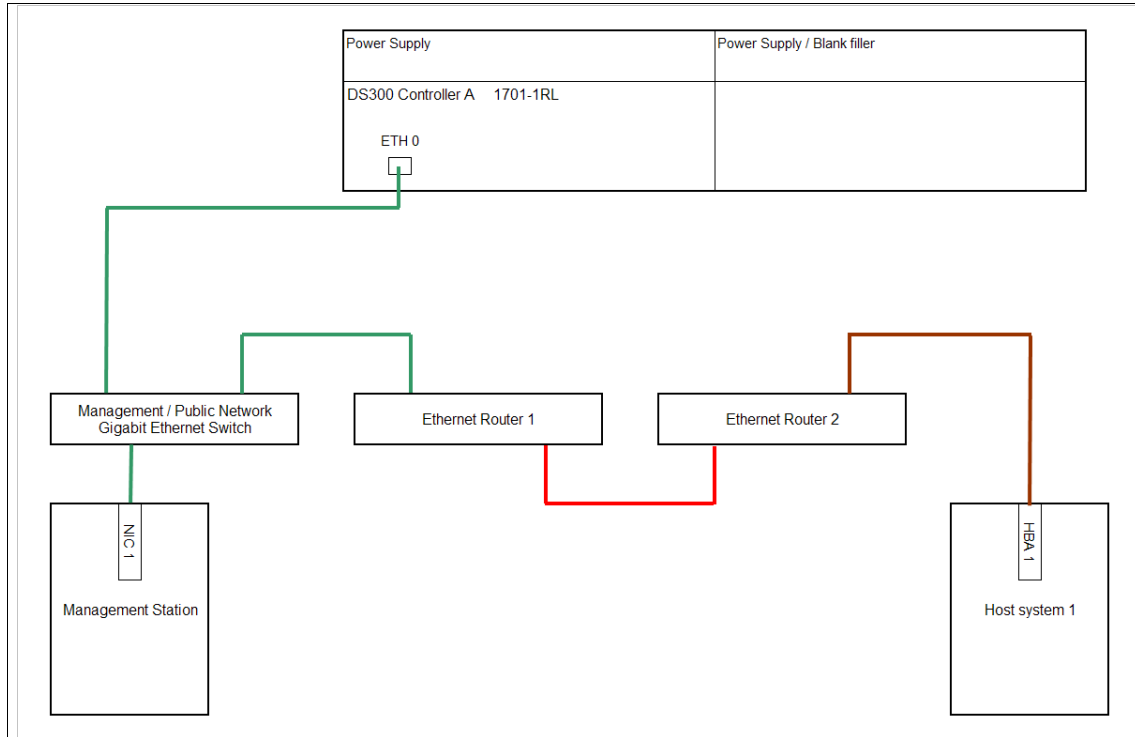 Power Supply
Power Supply / Blank filler
DS300 Controller A 1701-1RL
ETH 0
Management / Public Network
Gigabit Ethernet Switch
Ethernet Router 1
Ethernet Router 2
NIC 1
HBA 1
Management Station
Host system 1